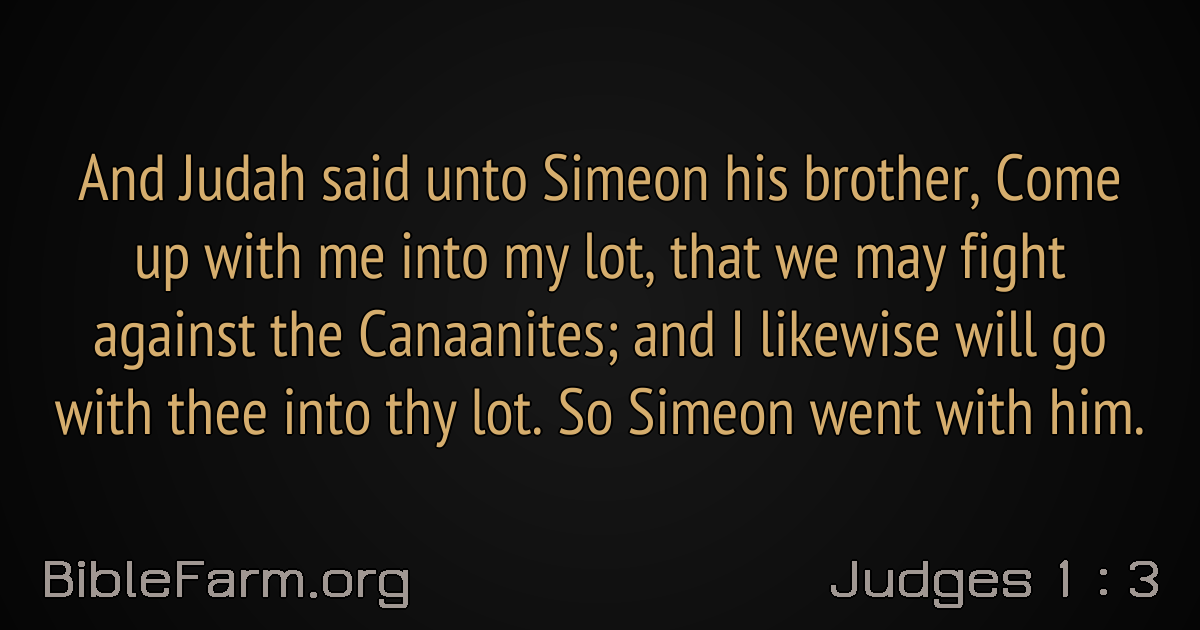 And Judah said unto Simeon his brother, Come
up with me into my lot, that we may fight
against the Canaanites; and I likewise will go
with thee into thy lot. So Simeon went with him.
BibleFarm.org
Judges 1 : 3